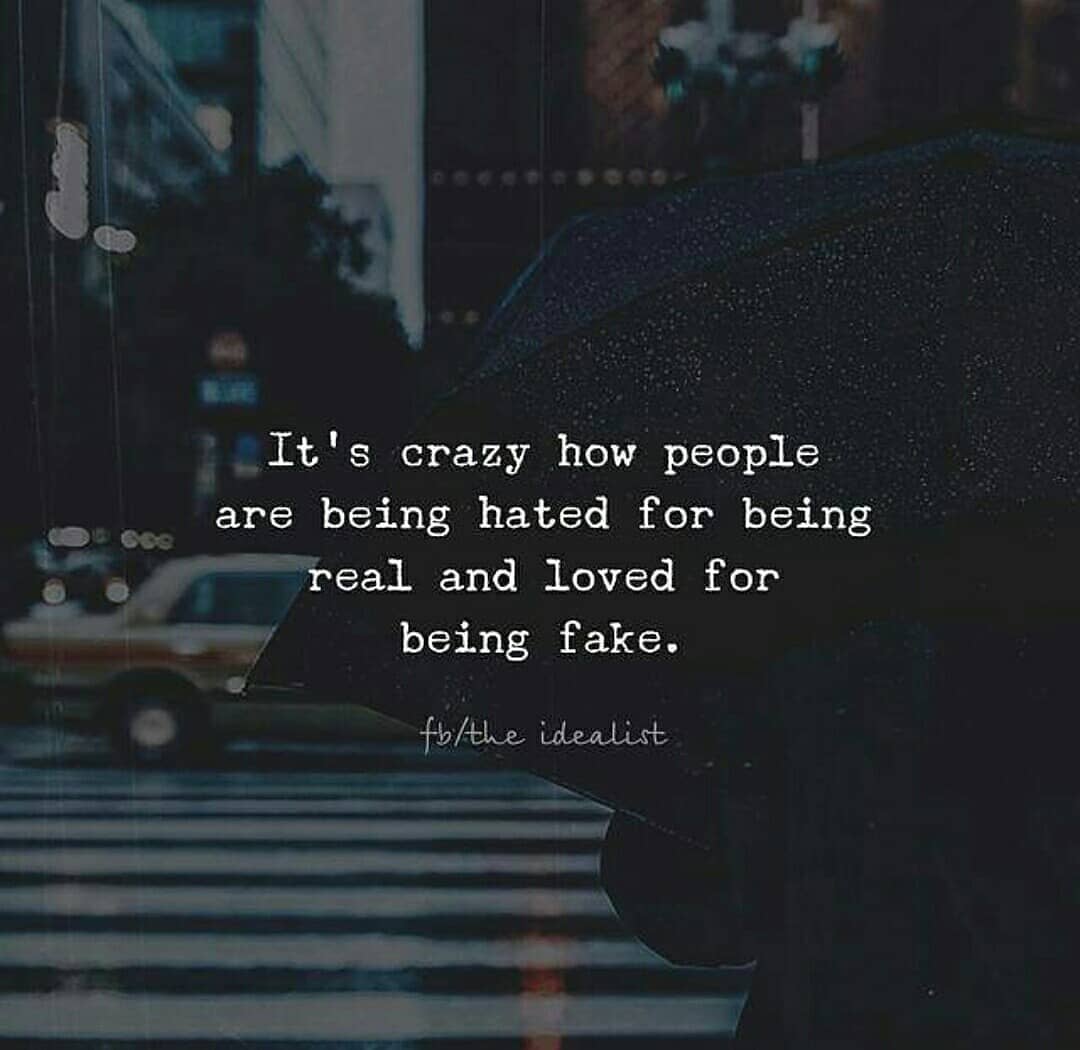 It's crazy how people
are being hated for being
real and loved for
being fake.
fb/the idealist